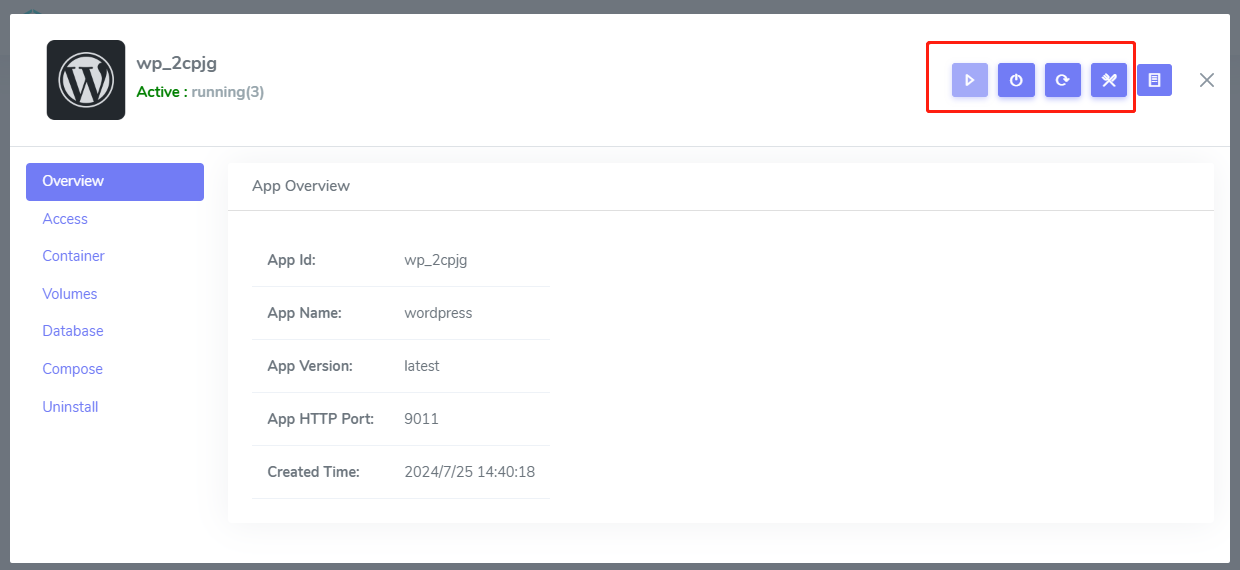 wp_2cpjg
Active : running(3)
Overview
Access
Container
Volumes
Database
Compose
Uninstall
App Overview
App Id: wp_2cpjg
App Name: wordpress
App Version: latest
App HTTP Port: 9011
Created Time: 2024/7/25 14:40:18